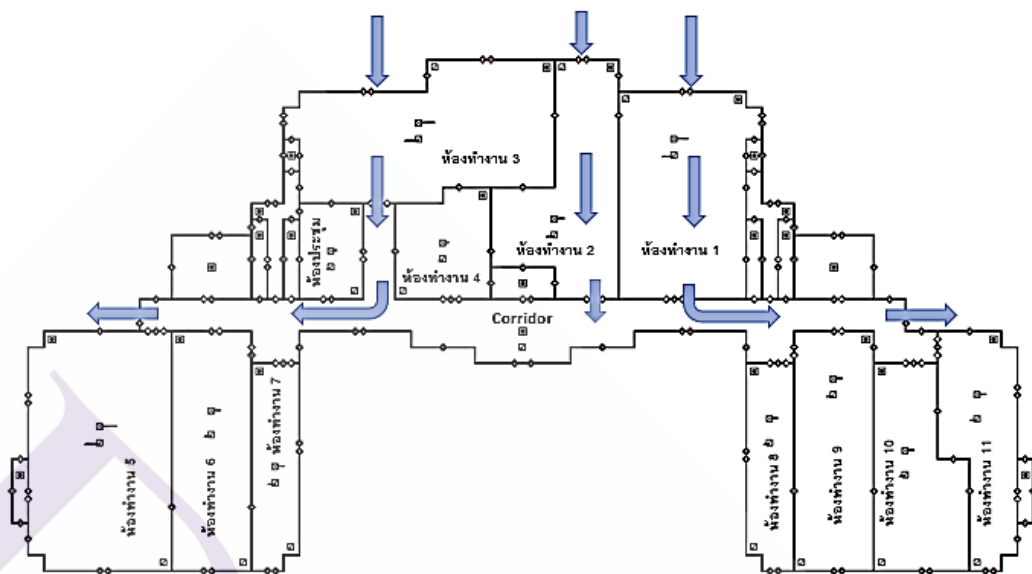 ห้องทำงาน 3
ห้องประชุม
ห้องทำงาน 4
ห้องทำงาน 2
ห้องทำงาน 1
Corridor
ห้องทำงาน 5
ห้องทำงาน 6
ห้องทำงาน 7
ห้องทำงาน 8
ห้องทำงาน 9
ห้องทำงาน 10
ห้องทำงาน 11